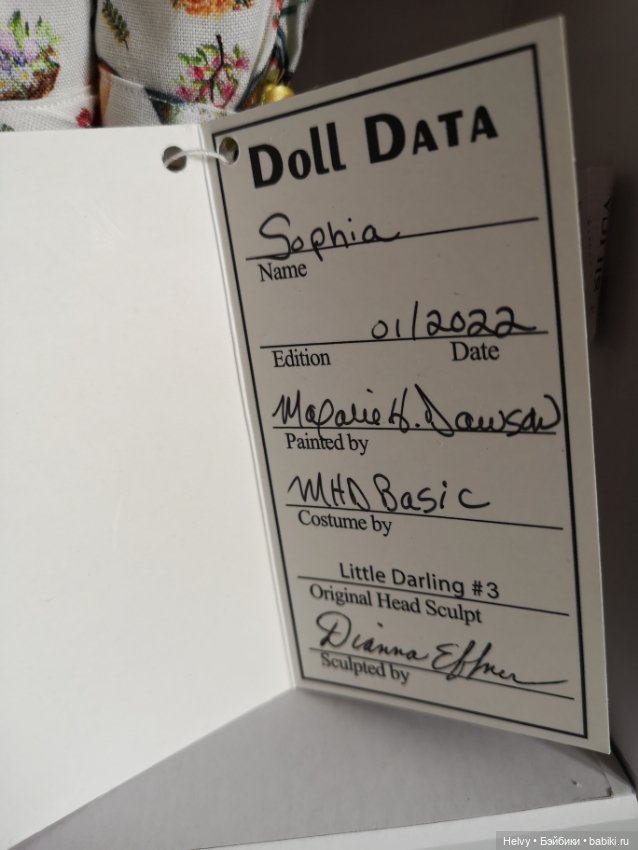 DOLL DATA
Sophia
Name
01/2022
Edition Date
Magalie H. Dawson
Painted by
MHD Basic
Costume by
Little Darling #3
Original Head Sculpt
Dianna Effner
Sculpted by
Helvy • Бэйбики • babiki.ru